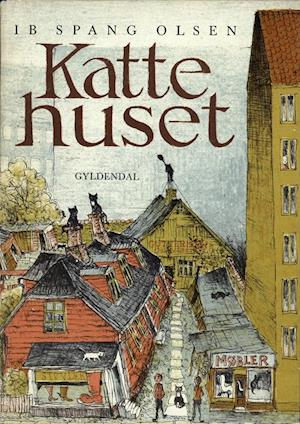 IB SPANG OLSEN
Katte
huset
GYLDENDAL
MØBLER